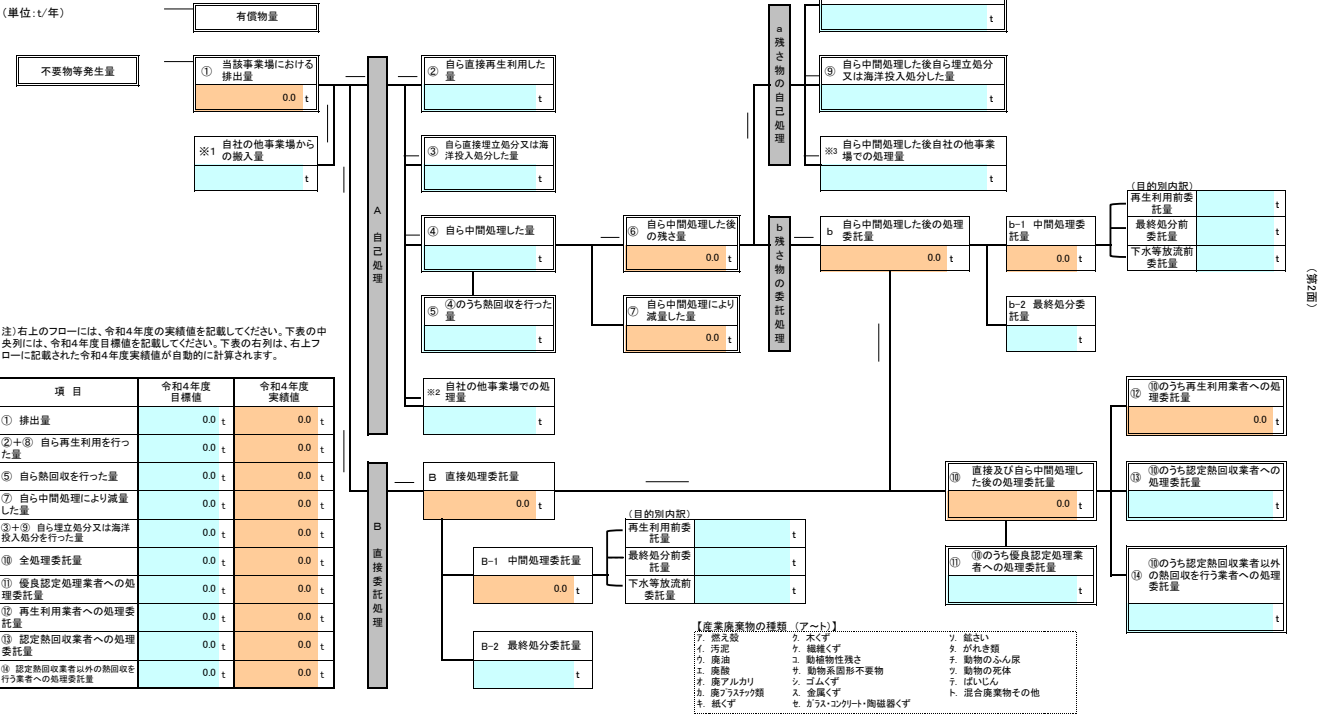 （単位：t/年）
有償物量
t
不要物等発生量
① 当該事業場における
排出量
0.0 t
※1 自社の他事業場から
の搬入量
t
A 自己処理
② 自ら直接再生利用した
量
t
③ 自ら直接埋立処分又は海
洋投入処分した量
t
④ 自ら中間処理した量
t
⑤ ④のうち熱回収を行った
量
t
※2 自社の他事業場での処
理量
t
⑥ 自ら中間処理した後
の残さ量
0.0 t
⑦ 自ら中間処理により
減量した量
0.0 t
a 残さ物の自己処理
⑨ 自ら中間処理した後自ら埋立処分
又は海洋投入処分した量
t
※3 自ら中間処理した後自社の他事業
場での処理量
t
b 残さ物の委託処理
b 自ら中間処理した後の処理
委託量
0.0 t
b-1 中間処理委
託量
0.0 t
b-2 最終処分委
託量
t
(目的別内訳)
再生利用前委
託量
t
最終処分前
委託量
t
下水等放流前
委託量
t
（第2面）
注）右上のフローには、令和4年度の実績値を記載してください。下表の中
央列には、令和4年度目標値を記載してください。下表の右列は、右上フ
ローに記載された令和4年度実績値が自動的に計算されます。
項 目 令和4年度
目標値 令和4年度
実績値
① 排出量 0.0 t 0.0 t
②+⑧ 自ら再生利用を行っ
た量 0.0 t 0.0 t
⑤ 自ら熱回収を行った量 0.0 t 0.0 t
⑦ 自ら中間処理により減量
した量 0.0 t 0.0 t
③+⑨ 自ら埋立処分又は海洋
投入処分を行った量 0.0 t 0.0 t
⑩ 全処理委託量 0.0 t 0.0 t
⑪ 優良認定処理業者への処
理委託量 0.0 t 0.0 t
⑫ 再生利用業者への処理委
託量 0.0 t 0.0 t
⑬ 認定熱回収業者への処理
委託量 0.0 t 0.0 t
⑭ 認定熱回収業者以外の熱回収を
行う業者への処理委託量 0.0 t 0.0 t
B 直接委託処理
B 直接処理委託量
0.0 t
B-1 中間処理委託量
0.0 t
B-2 最終処分委託量
t
(目的別内訳)
再生利用前委
託量
t
最終処分前委
託量
t
下水等放流前
委託量
t
⑩ 直接及び自ら中間処理し
た後の処理委託量
0.0 t
⑪ ⑩のうち優良認定処理業
者への処理委託量
t
⑫ ⑩のうち再生利用業者への処
理委託量
0.0 t
⑬ ⑩のうち認定熱回収業者への
処理委託量
t
⑭ ⑩のうち認定熱回収業者以外
の熱回収を行う業者への処理
委託量
t
【産業廃棄物の種類 （ア～ト）】
ア. 燃え殻 ク. 木くず ソ. 鉱さい
イ. 汚泥 ケ. 繊維くず タ. がれき類
ウ. 廃油 コ. 動植物性残さ チ. 動物のふん尿
エ. 廃酸 サ. 動物系固形不要物 ツ. 動物の死体
オ. 廃アルカリ シ. ゴムくず テ. ばいじん
カ. 廃プラスチック類 ス. 金属くず ト. 混合廃棄物その他
キ. 紙くず セ. ガラス・コンクリート・陶磁器くず